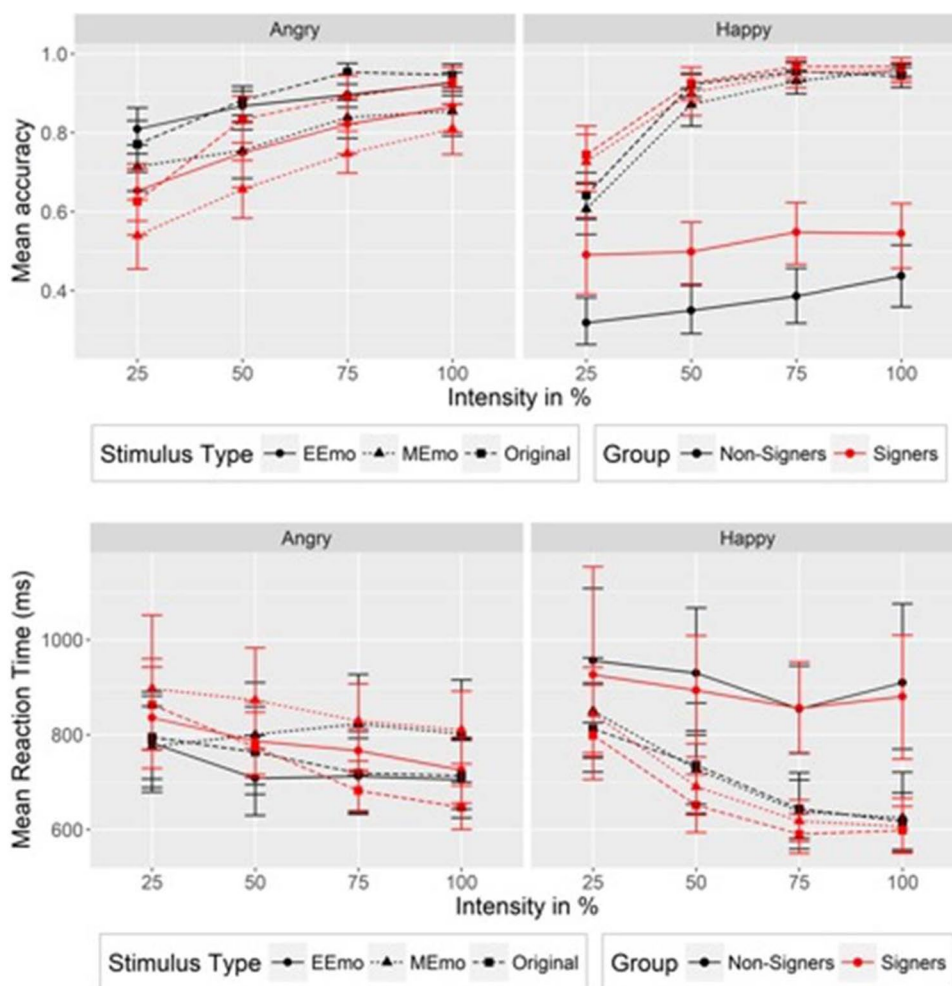 Angry Happy
Mean accuracy
1.0
0.8
0.6
0.4
25 50 75 100 25 50 75 100
Intensity in %
Stimulus Type EEmo MEmo Original Group Non-Signers Signers
Angry Happy
Mean Reaction Time (ms)
1000
800
600
25 50 75 100 25 50 75 100
Intensity in %
Stimulus Type EEmo MEmo Original Group Non-Signers Signers